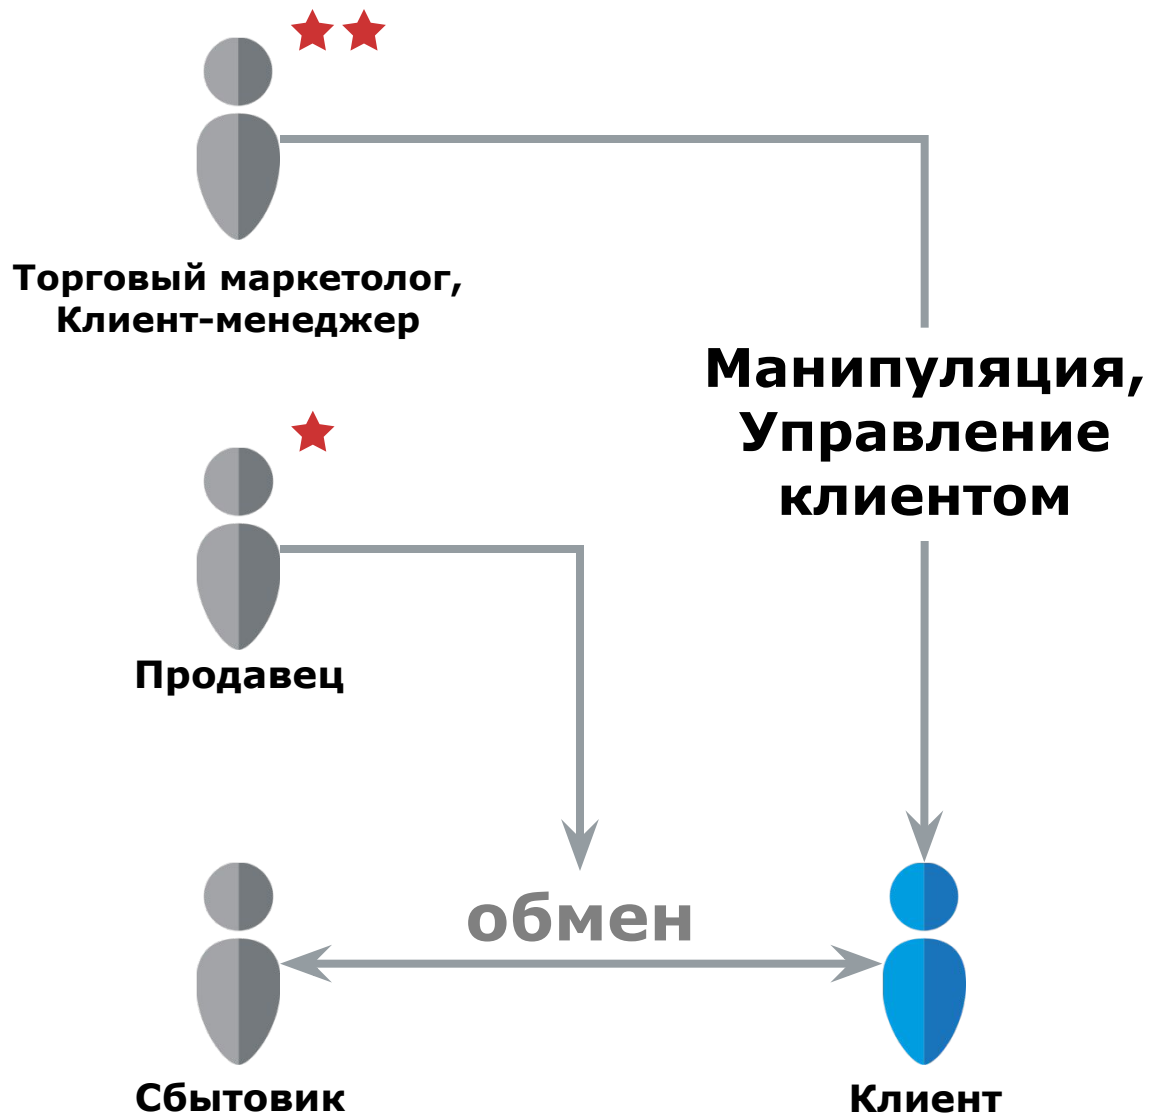 Торговый маркетолог,
Клиент-менеджер
Манипуляция,
Управление
клиентом
Продавец
обмен
Сбытовик
Клиент